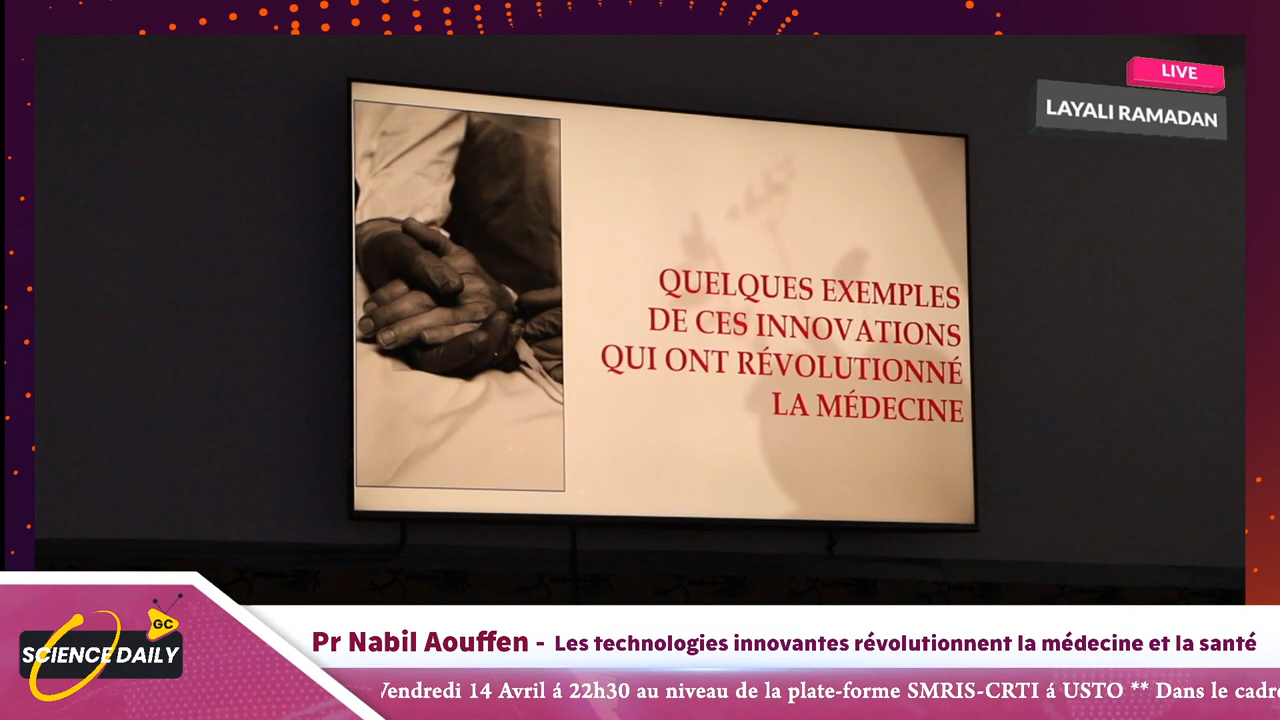 LIVE
LAYALI RAMADAN
QUELQUES EXEMPLES
DE CES INNOVATIONS
QUI ONT RÉVOLUTIONNÉ
LA MÉDECINE
GC
SCIENCE DAILY
Pr Nabil Aouffen - Les technologies innovantes révolutionnent la médecine et la santé
Vendredi 14 Avril á 22h30 au niveau de la plate-forme SMRIS-CRTI á USTO ** Dans le cadre